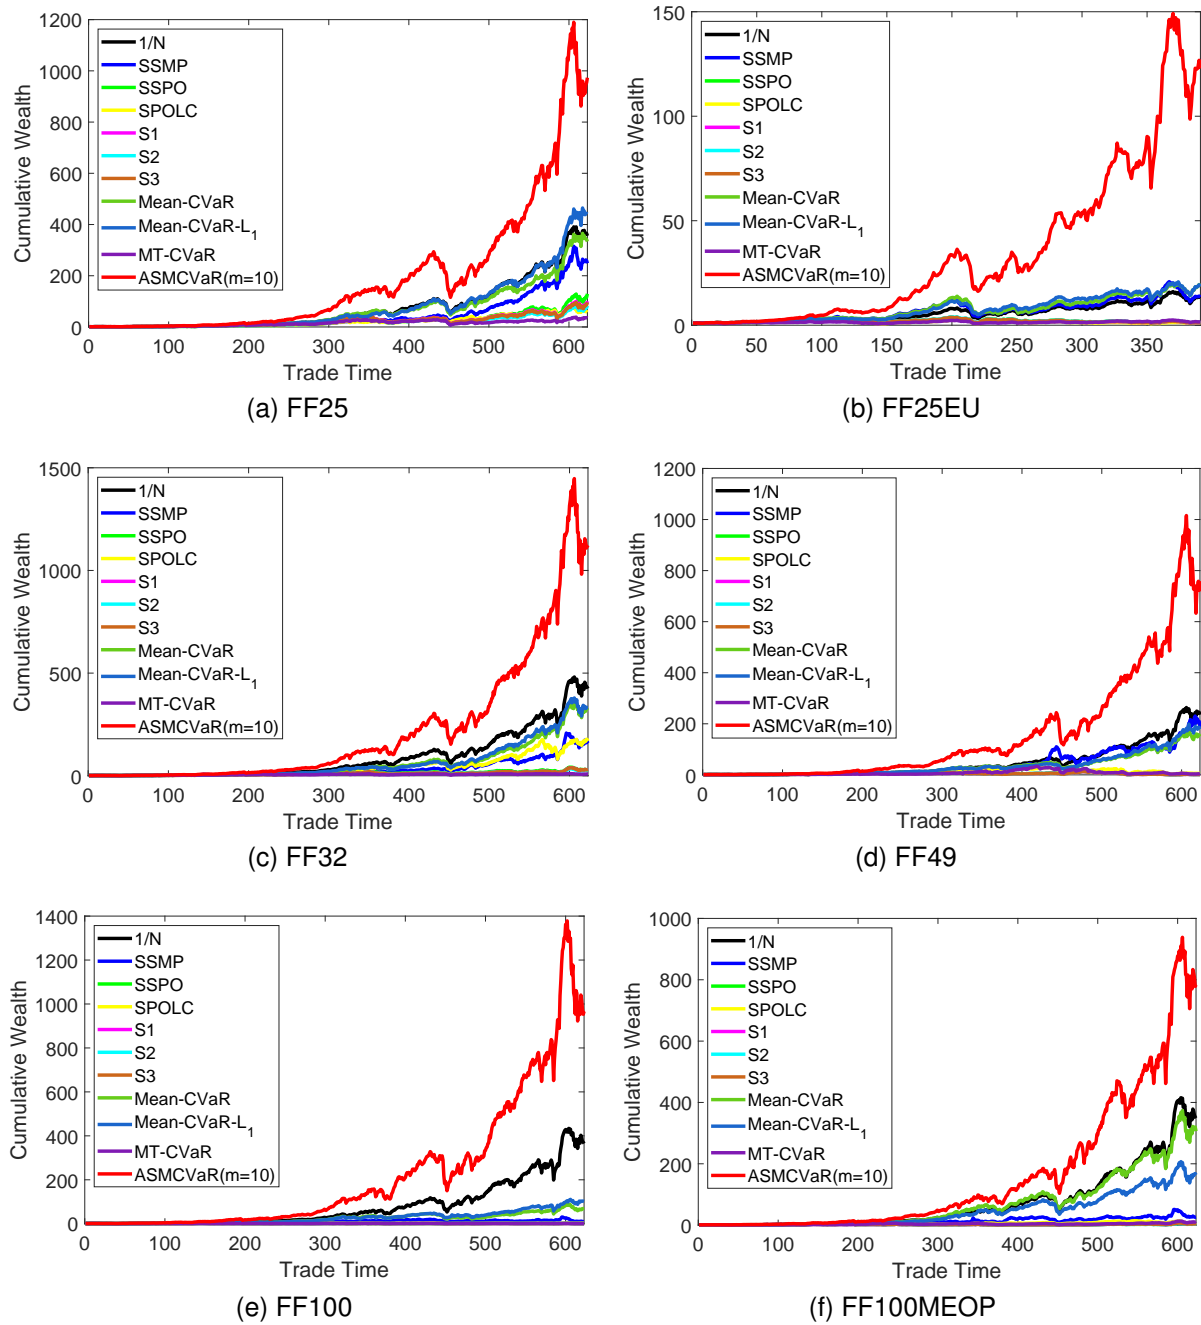 1200
1000
800
600
400
200
0
Cumulative Wealth
1/N
SSMP
SSPO
SPOLC
S1
S2
S3
Mean-CVaR
Mean-CVaR-L1
MT-CVaR
ASMCVaR(m=10)
0 100 200 300 400 500 600
Trade Time
(a) FF25
150
100
50
0
Cumulative Wealth
1/N
SSMP
SSPO
SPOLC
S1
S2
S3
Mean-CVaR
Mean-CVaR-L1
MT-CVaR
ASMCVaR(m=10)
0 50 100 150 200 250 300 350
Trade Time
(b) FF25EU
1500
1000
500
0
Cumulative Wealth
1/N
SSMP
SSPO
SPOLC
S1
S2
S3
Mean-CVaR
Mean-CVaR-L1
MT-CVaR
ASMCVaR(m=10)
0 100 200 300 400 500 600
Trade Time
(c) FF32
1200
1000
800
600
400
200
0
Cumulative Wealth
1/N
SSMP
SSPO
SPOLC
S1
S2
S3
Mean-CVaR
Mean-CVaR-L1
MT-CVaR
ASMCVaR(m=10)
0 100 200 300 400 500 600
Trade Time
(d) FF49
1400
1200
1000
800
600
400
200
0
Cumulative Wealth
1/N
SSMP
SSPO
SPOLC
S1
S2
S3
Mean-CVaR
Mean-CVaR-L1
MT-CVaR
ASMCVaR(m=10)
0 100 200 300 400 500 600
Trade Time
(e) FF100
1000
800
600
400
200
0
Cumulative Wealth
1/N
SSMP
SSPO
SPOLC
S1
S2
S3
Mean-CVaR
Mean-CVaR-L1
MT-CVaR
ASMCVaR(m=10)
0 100 200 300 400 500 600
Trade Time
(f) FF100MEOP